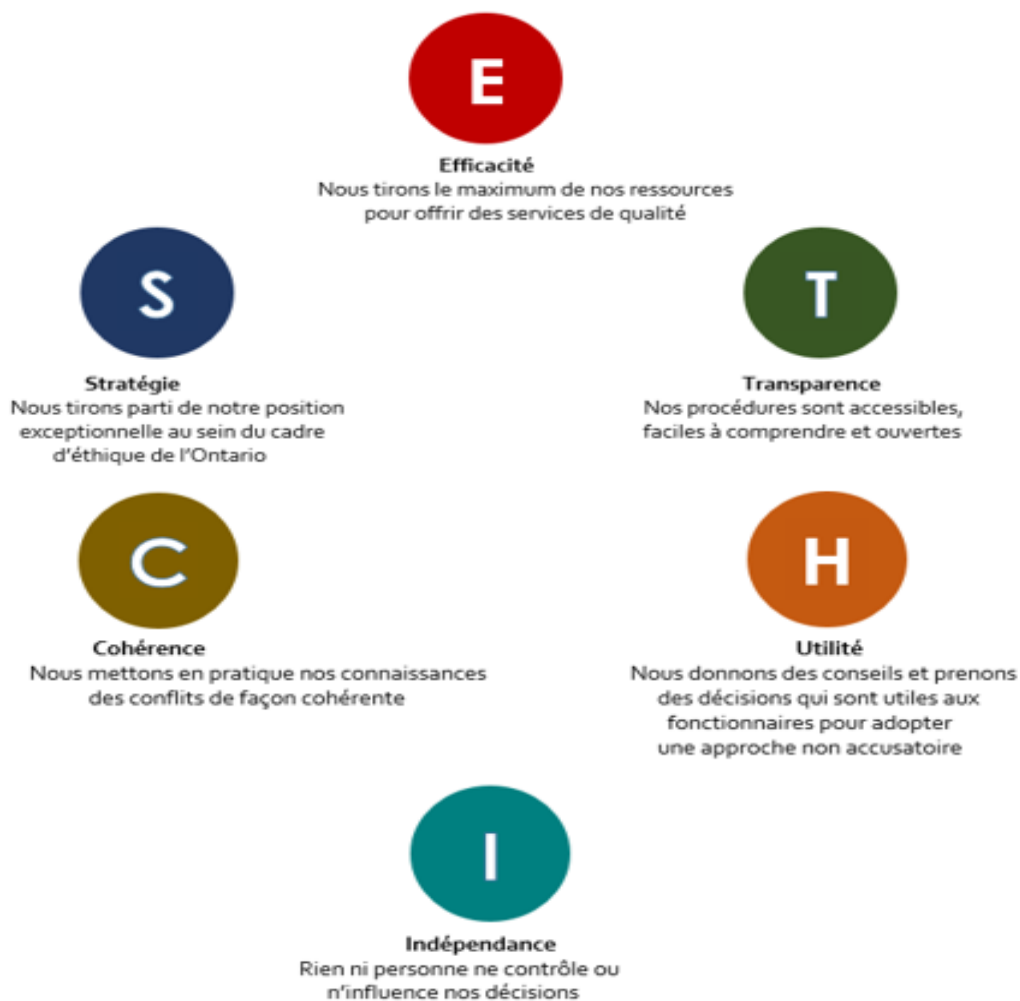 E
Efficacité
Nous tirons le maximum de nos ressources
pour offrir des services de qualité
S
Stratégie
Nous tirons parti de notre position
exceptionnelle au sein du cadre
d'éthique de l'Ontario
T
Transparence
Nos procédures sont accessibles,
faciles à comprendre et ouvertes
C
Cohérence
Nous mettons en pratique nos connaissances
des conflits de façon cohérente
H
Utilité
Nous donnons des conseils et prenons
des décisions qui sont utiles aux
fonctionnaires pour adopter
une approche non accusatoire
I
Indépendance
Rien ni personne ne contrôle ou
n'influence nos décisions